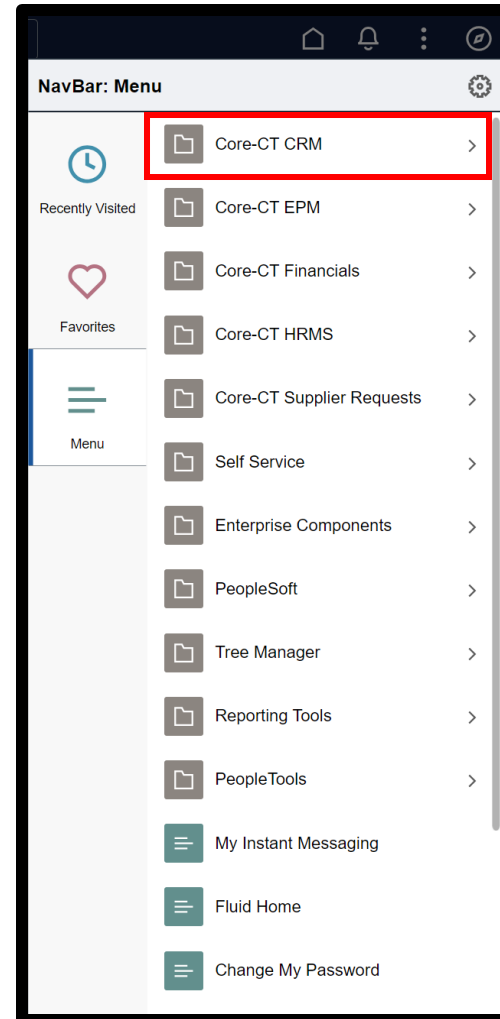 NavBar: Menu
Recently Visited
Favorites
Menu
Core-CT CRM
Core-CT EPM
Core-CT Financials
Core-CT HRMS
Core-CT Supplier Requests
Self Service
Enterprise Components
PeopleSoft
Tree Manager
Reporting Tools
PeopleTools
My Instant Messaging
Fluid Home
Change My Password